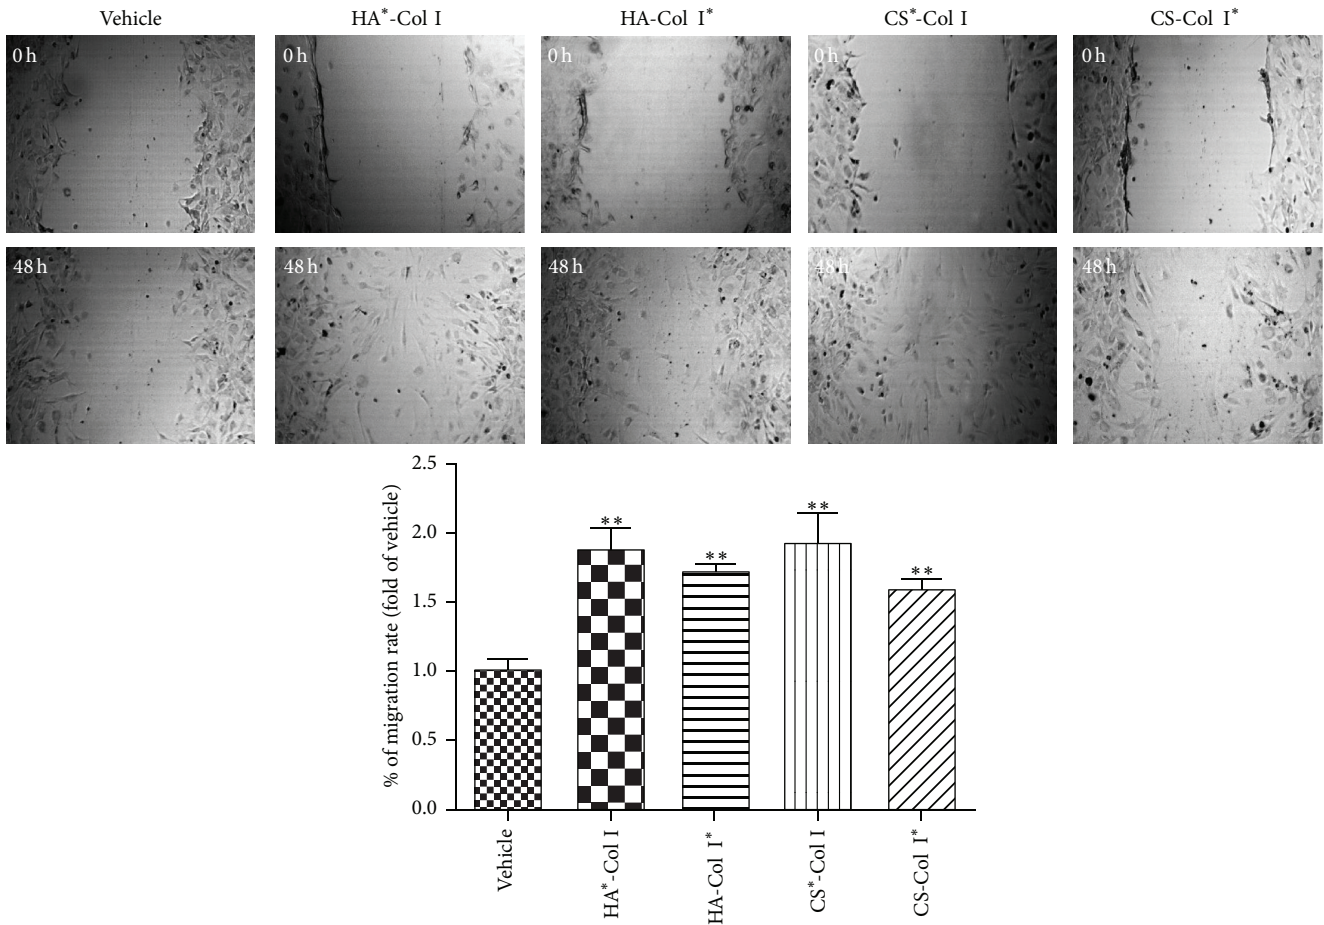 Vehicle HA*-Col I HA-Col I* CS*-Col I CS-Col I*
0 h 0 h 0 h 0 h 0 h
48 h 48 h 48 h 48 h 48 h
% of migration rate (fold of vehicle)
2.5
2.0
1.5
1.0
0.5
0.0
** ** ** **
Vehicle
HA*-Col I
HA-Col I*
CS*-Col I
CS-Col I*